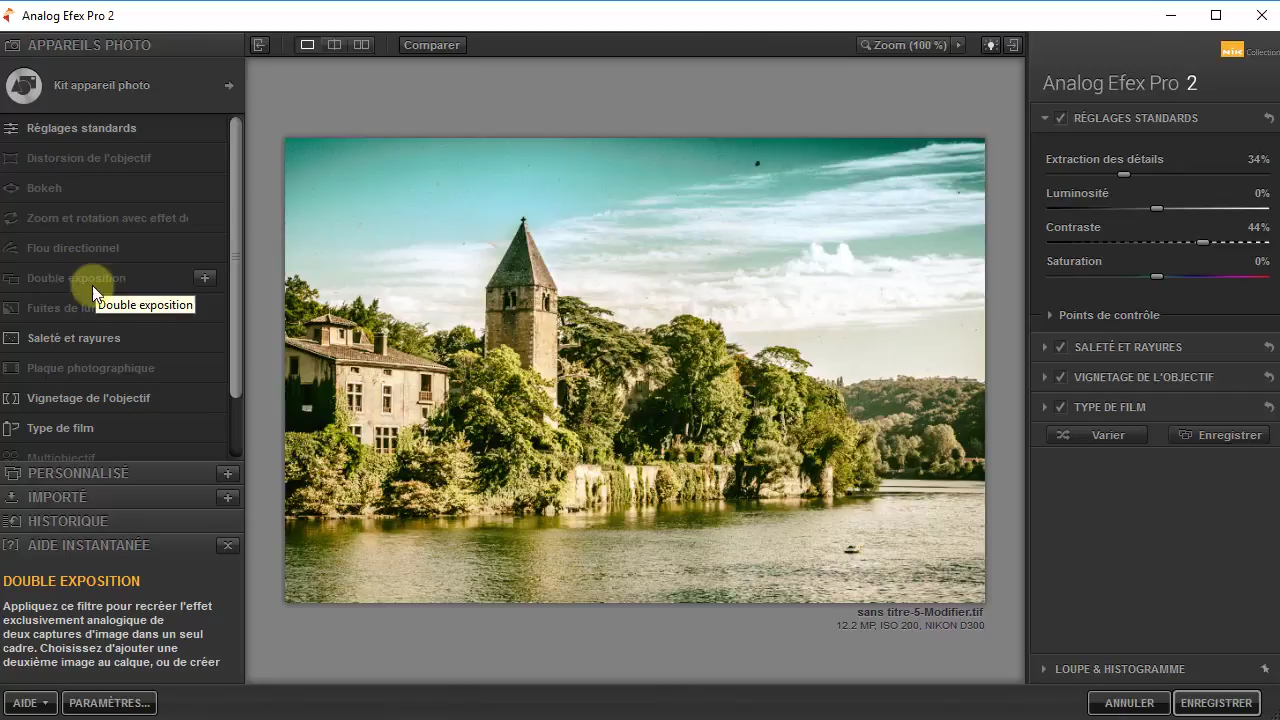 Analog Efex Pro 2
APPAREILS PHOTO
Kit appareil photo
Réglages standards
Distorsion de l'objectif
Bokeh
Zoom et rotation avec effet de
Flou directionnel
Double exposition
Fuites de
Double exposition
Saleté et rayures
Plaque photographique
Vignetage de l'objectif
Type de film
Multiobjectif
PERSONNALISÉ
IMPORTÉ
HISTORIQUE
AIDE INSTANTANÉE
DOUBLE EXPOSITION
Appliquez ce filtre pour recréer l'effet
exclusivement analogique de
deux captures d'image dans un seul
cadre. Choisissez d'ajouter une
deuxième image au calque, ou de créer
AIDE
PARAMÈTRES...
Comparer
Zoom (100 %)
sans titre-5-Modifier.tif
12.2 MP, ISO 200, NIKON D300
NIK Collection
Analog Efex Pro 2
RÉGLAGES STANDARDS
Extraction des détails 34%
Luminosité 0%
Contraste 44%
Saturation 0%
Points de contrôle
SALETÉ ET RAYURES
VIGNETAGE DE L'OBJECTIF
TYPE DE FILM
Varier
Enregistrer
LOUPE & HISTOGRAMME
ANNULER
ENREGISTRER